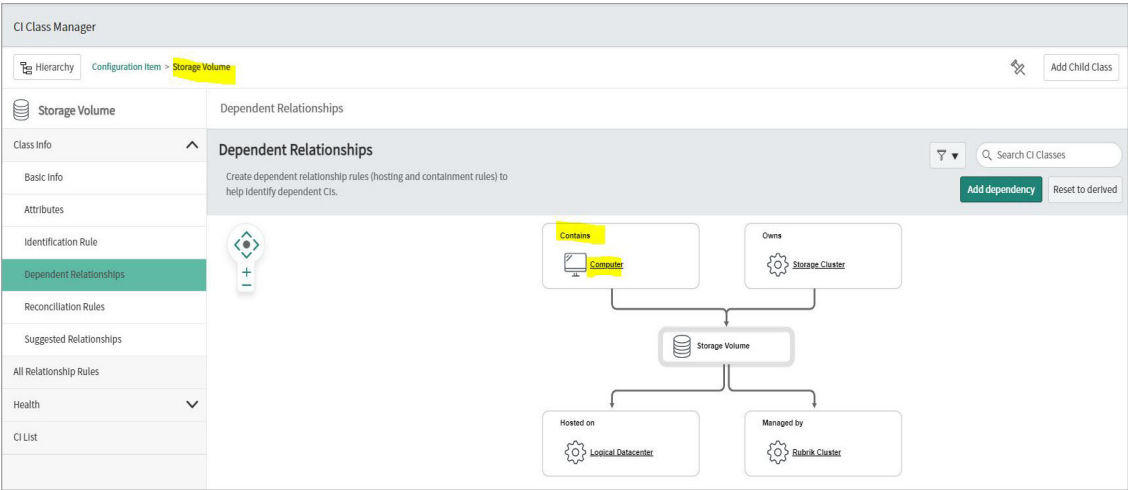 CI Class Manager
Hierarchy
Configuration Item > Storage Volume
Add Child Class
Storage Volume
Dependent Relationships
Class Info
Basic Info
Attributes
Identification Rule
Dependent Relationships
Reconciliation Rules
Suggested Relationships
All Relationship Rules
Health
CI List
Dependent Relationships
Create dependent relationship rules (hosting and containment rules) to
help identify dependent CIs.
Search CI Classes
Add dependency
Reset to derived
Contains
Computer
Owns
Storage Cluster
Storage Volume
Hosted on
Logical Datacenter
Managed by
Rubrik Cluster